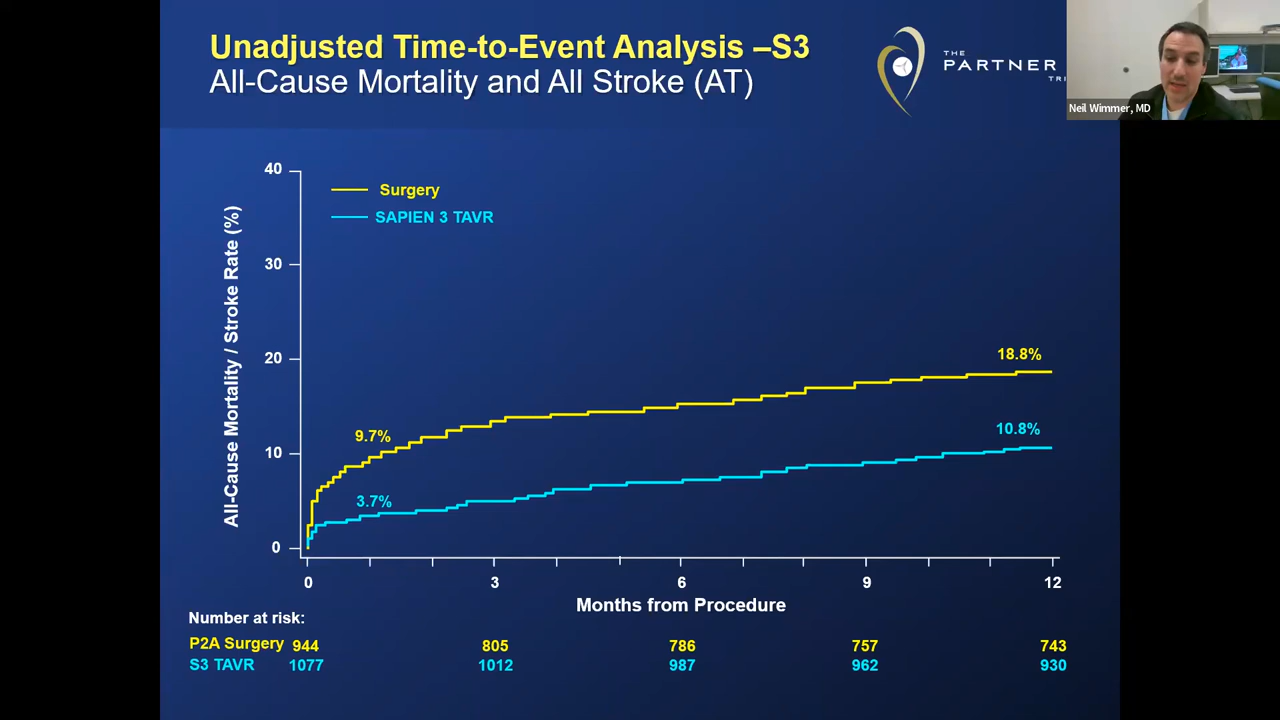 Unadjusted Time-to-Event Analysis –S3
All-Cause Mortality and All Stroke (AT)
THE
PARTNER
TRI
Neil Wimmer, MD
All-Cause Mortality / Stroke Rate (%)
40
30
20
10
0
Surgery
SAPIEN 3 TAVR
9.7%
3.7%
18.8%
10.8%
0 3 6 9 12
Months from Procedure
Number at risk:
P2A Surgery 944 805 786 757 743
S3 TAVR 1077 1012 987 962 930